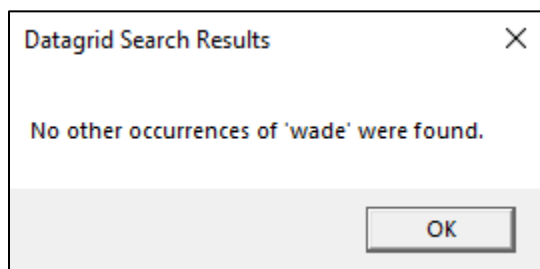 Datagrid Search Results
No other occurrences of 'wade' were found.
OK